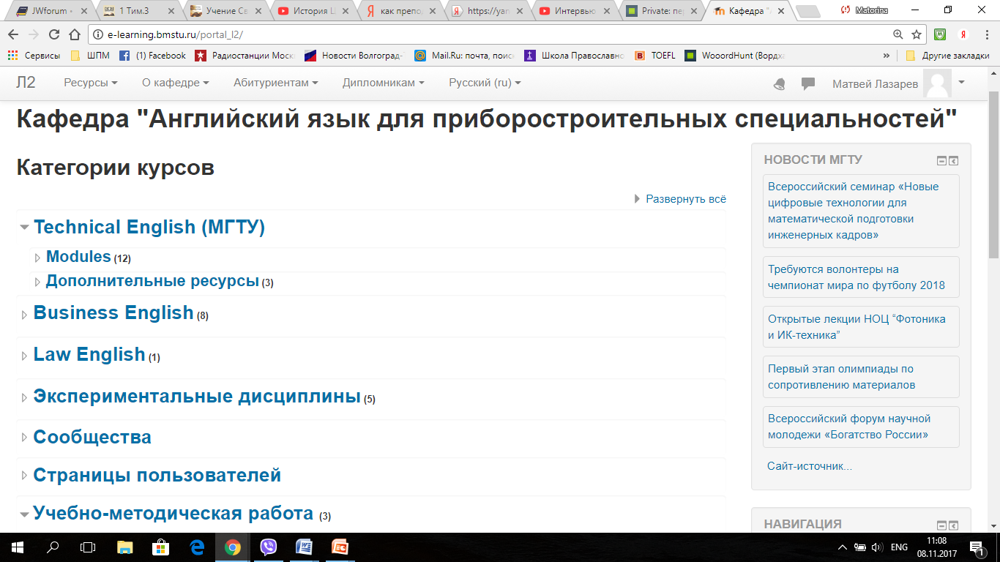 JWforum
1 Тим.3
Учение Св
История Ц
как препо
https://yan
Интервью
Private: пе
Кафедра "А
Matorina
e-learning.bmstu.ru/portal_l2/
Сервисы
ШПМ
(1) Facebook
Радиостанции Моск
Новости Волгоград-
Mail.Ru: почта, поиск
Школа Православно
TOEFL
WooordHunt (Вордха
»
Другие закладки
Л2
Ресурсы
О кафедре
Абитуриентам
Дипломникам
Русский (ru)
Матвей Лазарев
Кафедра "Английский язык для приборостроительных специальностей"
Категории курсов
Развернуть всё
Technical English (МГТУ)
Modules (12)
Дополнительные ресурсы (3)
Business English (8)
Law English (1)
Экспериментальные дисциплины (5)
Сообщества
Страницы пользователей
Учебно-методическая работа (3)
НОВОСТИ МГТУ
Всероссийский семинар «Новые
цифровые технологии для
математической подготовки
инженерных кадров»
Требуются волонтеры на
чемпионат мира по футболу 2018
Открытые лекции НОЦ “Фотоника
и ИК-техника”
Первый этап олимпиады по
сопротивлению материалов
Всероссийский форум научной
молодежи «Богатство России»
Сайт-источник...
НАВИГАЦИЯ
ENG
11:08
08.11.2017
1